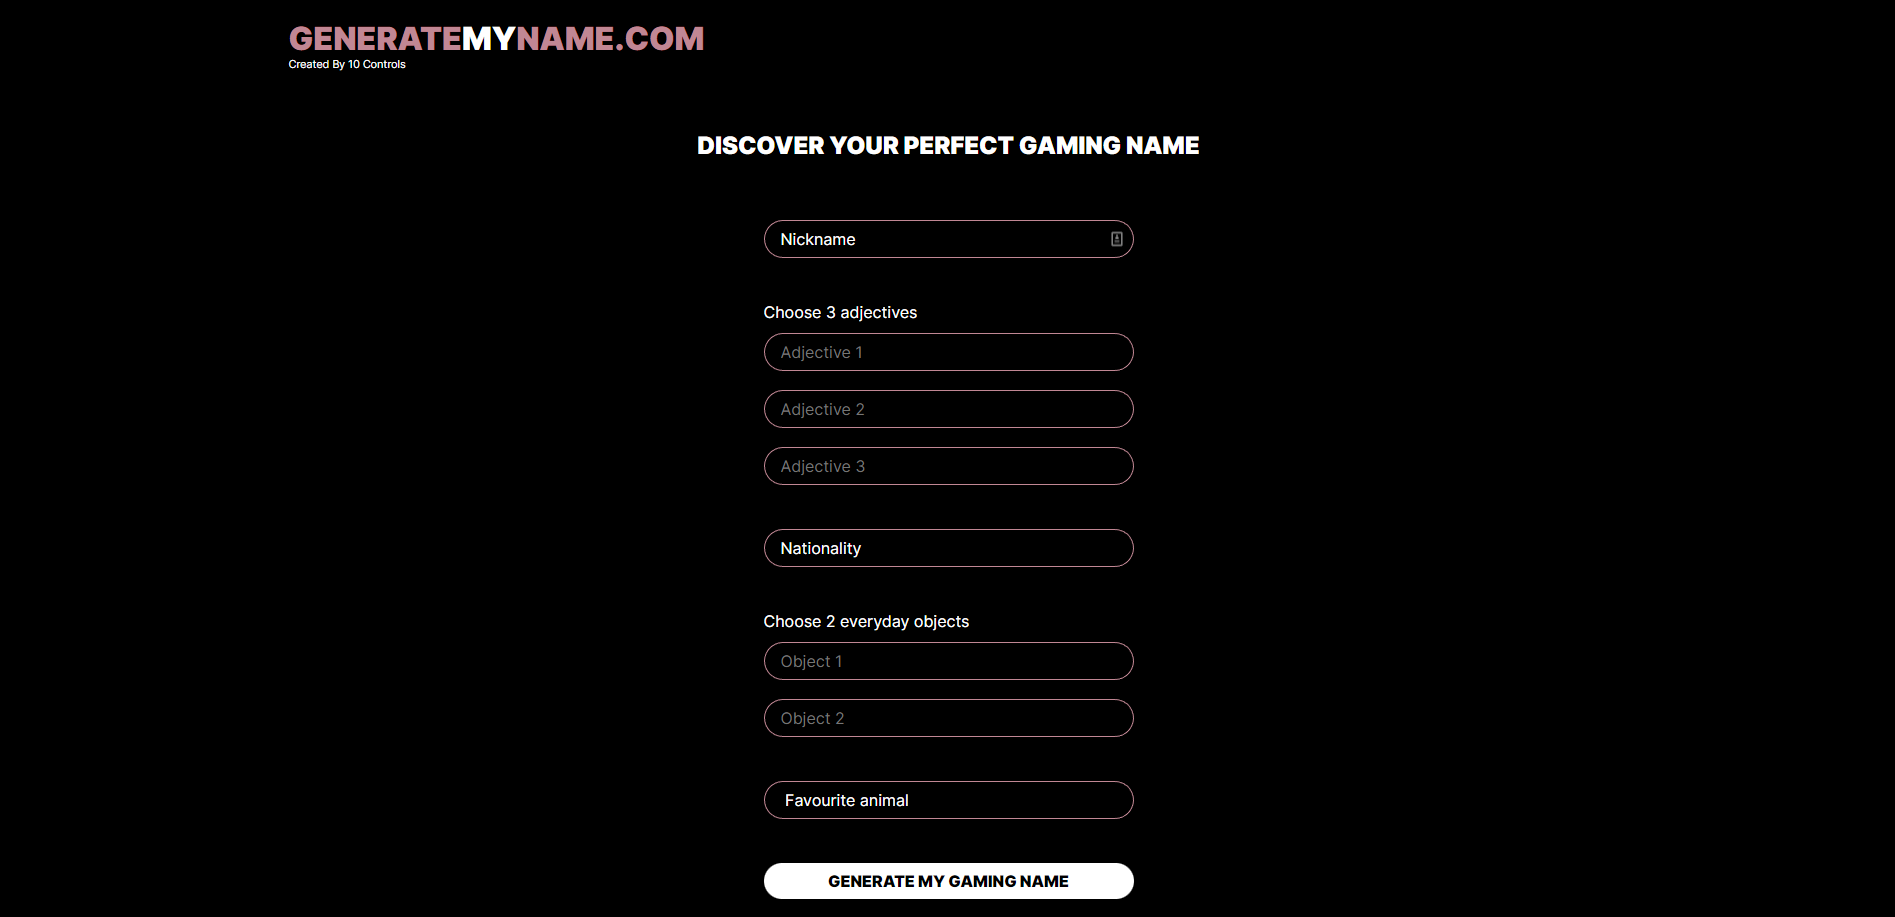 GENERATEMYNAME.COM
Created By 10 Controls
DISCOVER YOUR PERFECT GAMING NAME
Nickname
Choose 3 adjectives
Adjective 1
Adjective 2
Adjective 3
Nationality
Choose 2 everyday objects
Object 1
Object 2
Favourite animal
GENERATE MY GAMING NAME